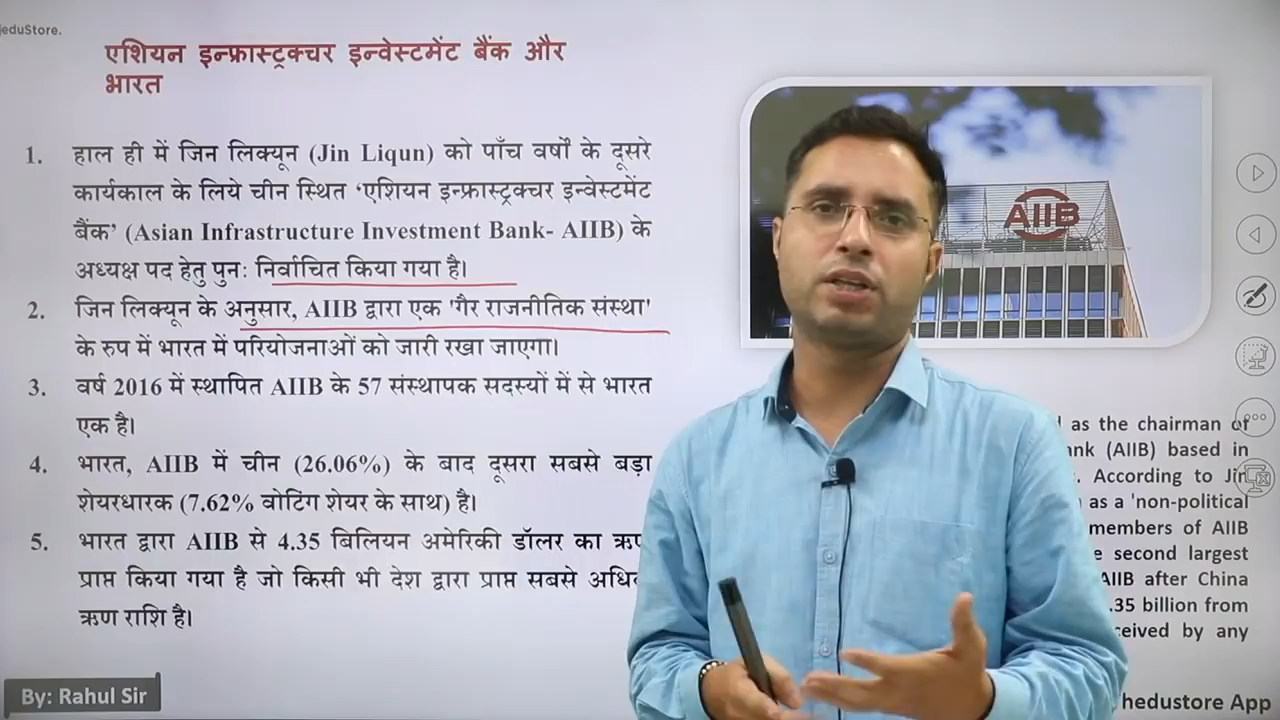 eduStore.
एशियन इन्फ्रास्ट्रक्चर इन्वेस्टमेंट बैंक और
भारत
1. हाल ही में जिन लिक्यून (Jin Liqun) को पाँच वर्षों के दूसरे
कार्यकाल के लिये चीन स्थित ‘एशियन इन्फ्रास्ट्रक्चर इन्वेस्टमेंट
बैंक’ (Asian Infrastructure Investment Bank- AIIB) के
अध्यक्ष पद हेतु पुनः निर्वाचित किया गया है।
2. जिन लिक्यून के अनुसार, AIIB द्वारा एक 'गैर राजनीतिक संस्था'
के रुप में भारत में परियोजनाओं को जारी रखा जाएगा।
3. वर्ष 2016 में स्थापित AIIB के 57 संस्थापक सदस्यों में से भारत
एक है।
4. भारत, AIIB में चीन (26.06%) के बाद दूसरा सबसे बड़ा
शेयरधारक (7.62% वोटिंग शेयर के साथ) है।
5. भारत द्वारा AIIB से 4.35 बिलियन अमेरिकी डॉलर का
प्राप्त किया गया है जो किसी भी देश द्वारा प्राप्त सबसे
ऋण राशि है।
AIIB
as the chairman of
(AIIB) based in
According to Jin
as a 'non-political
members of AIIB
second largest
AIIB after China
.35 billion from
by any
By: Rahul Sir
hedustore App